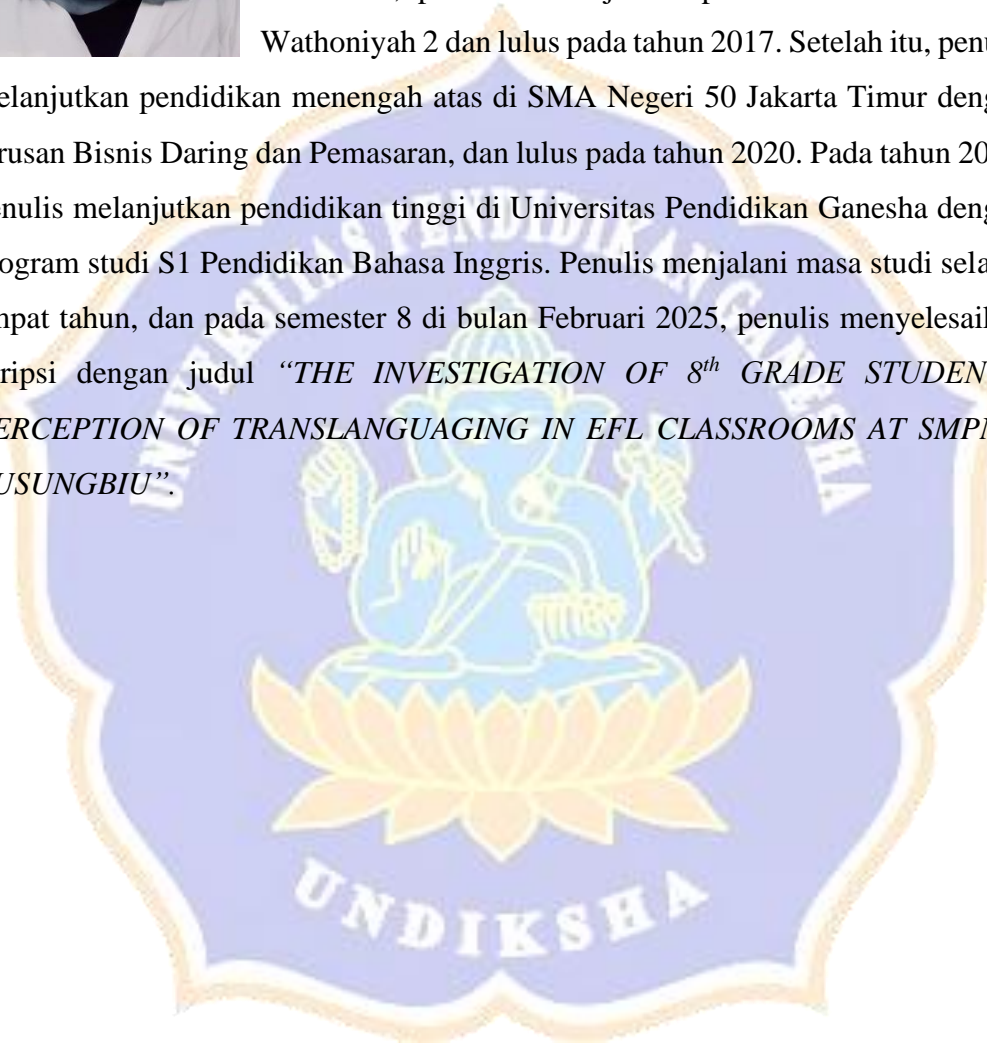 Wathoniyah 2 dan lulus pada tahun 2017. Setelah itu,
pendidikan menengah atas di SMA Negeri 50 Jakarta Timur
Bisnis Daring dan Pemasaran, dan lulus pada tahun 2020. Pada tahun
melanjutkan pendidikan tinggi di Universitas Pendidikan Ganesha
studi S1 Pendidikan Bahasa Inggris. Penulis menjalani masa studi
tahun, dan pada semester 8 di bulan Februari 2025, penulis
dengan judul “THE INVESTIGATION OF 8th GRADE
OF TRANSLANGUAGING IN EFL CLASSROOMS AT
UNIVERSITAS PENDIDIKAN GANESHA
UNDIKSHA